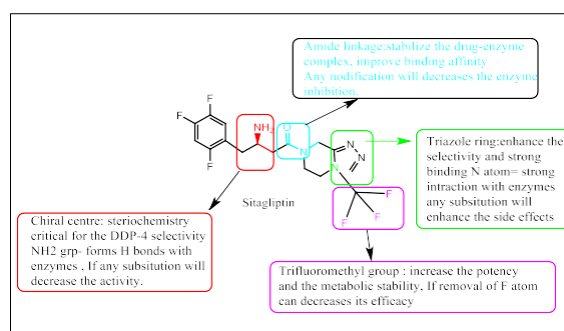 Amide linkage:stabilize the drug-enzyme
complex, improve binding affinity
Any nodification will decreases the enzyme
inhibition.
F
F
F
NH2
O
N
N
N
N
F
F
F
Sitagliptin
Triazole ring:enhance the
selectivity and strong
binding N atom= strong
intraction with enzymes
any subsitution will
enhance the side effects
Chiral centre: steriochemistry
critical for the DDP-4 selectivity
NH2 grp- forms H bonds with
enzymes . If any subsitution will
decrease the activity.
Trifluoromethyl group : increase the potency
and the metabolic stability, If removal of F atom
can decreases its efficacy